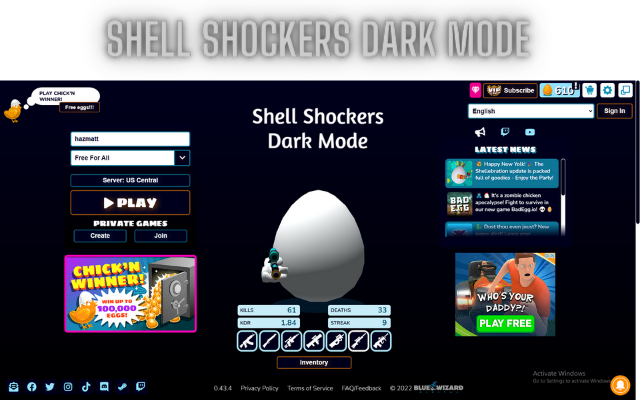 SHELL SHOCKERS DARK MODE
PLAY CHICK'N
WINNER!
Free eggs!!!
VIP
Subscribe
610
English
Sign In
Shell Shockers
Dark Mode
hazmatt
Free For All
Server: US Central
PLAY
PRIVATE GAMES
Create
Join
LATEST NEWS
Happy New Yolk!
The
Shellebration update is packed
full of goodies - Enjoy the Party!
BAD EGG
It's a zombie chicken
apocalypse! Fight to survive in
our new game BadEgg.io!
Dost thou even joust? New
CHICK'N
WINNER!
WIN UP TO
100,000
EGGS!
WHO'S YOUR
DADDY?!
PLAY FREE
KILLS 61
DEATHS 33
KDR 1.84
STREAK 9
Inventory
0.43.4
Privacy Policy
Terms of Service
FAQ/Feedback
© 2022 BLUE WIZARD
Activate Windows
Go to Settings to activate Windows.